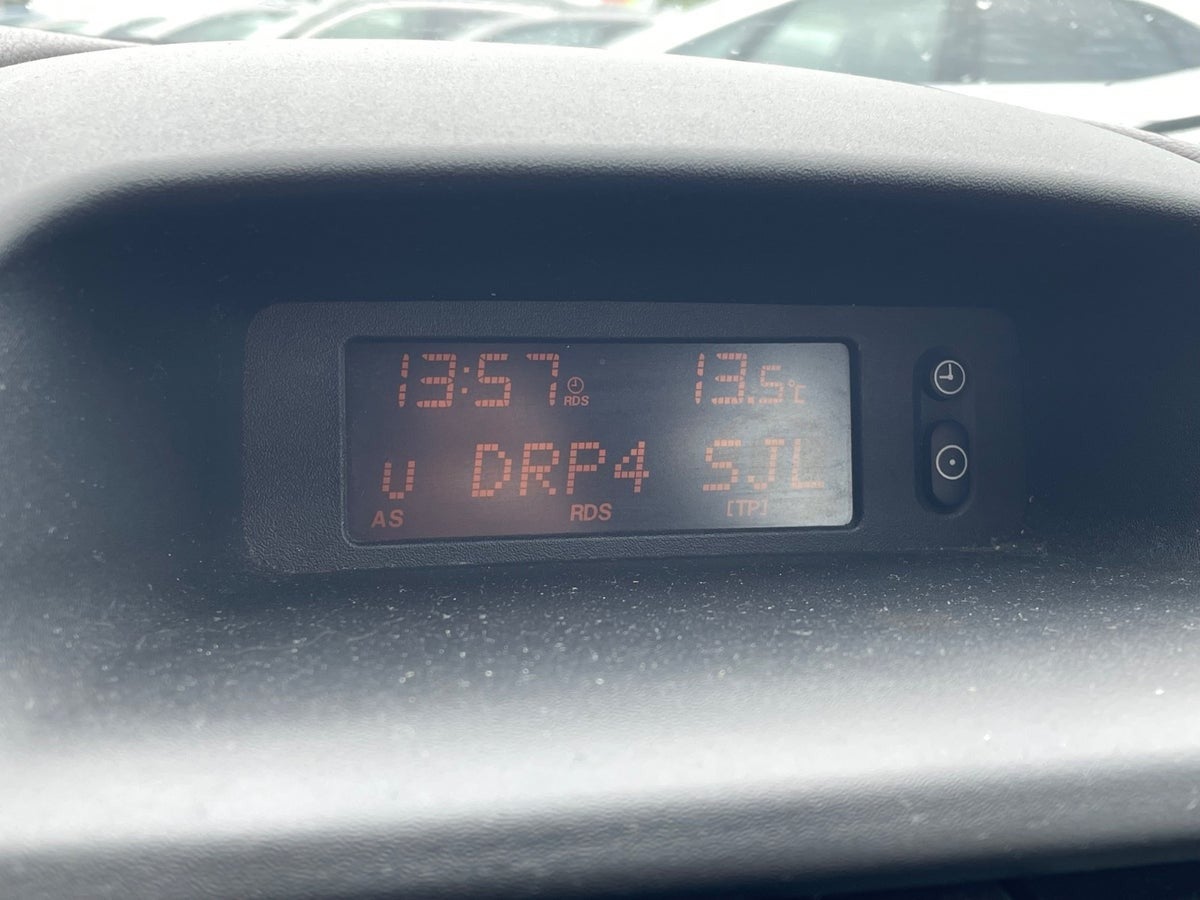 13:57 RDS 13.5°C
U DRP4 SJL
AS RDS [TP]